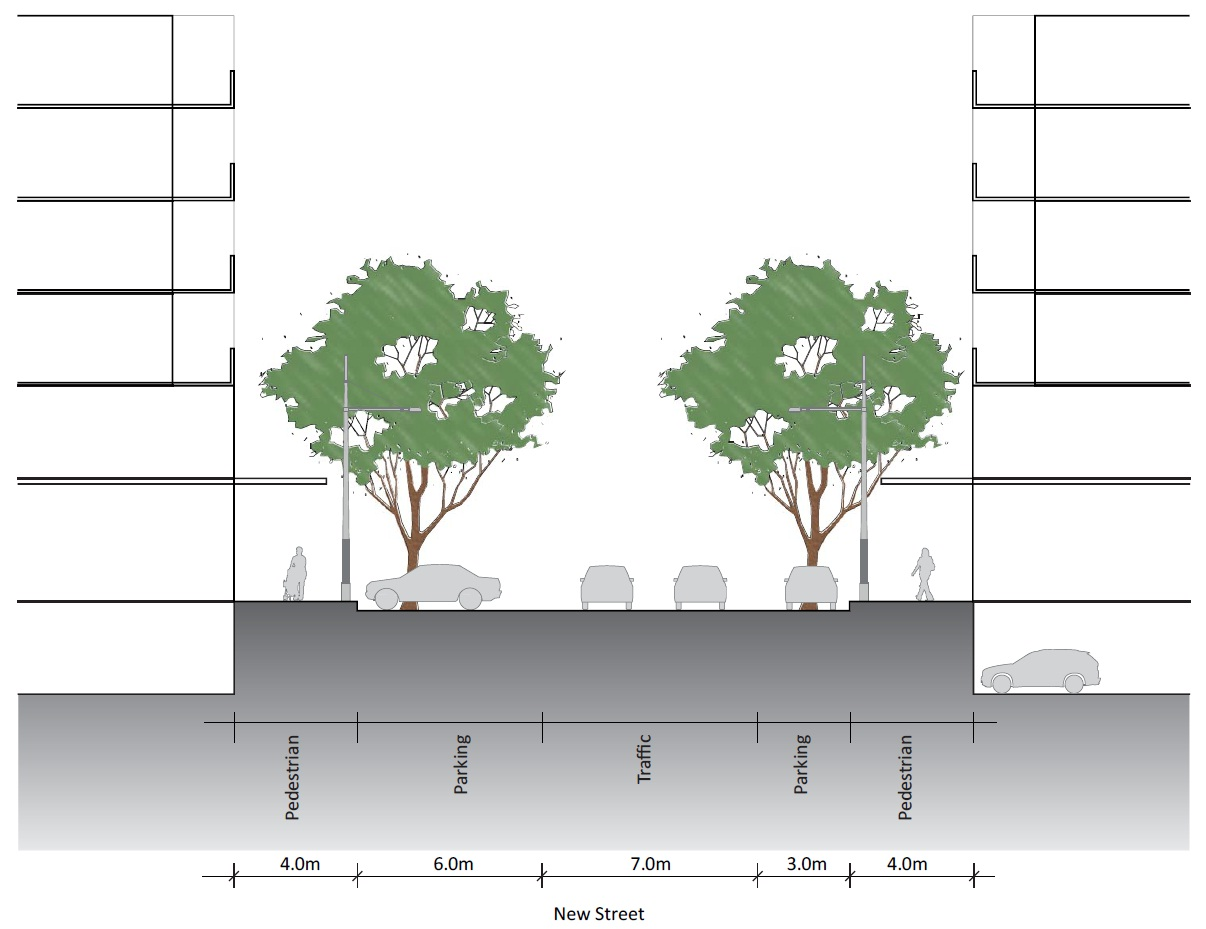 Pedestrian
Parking
Traffic
Parking
Pedestrian
4.0m
6.0m
7.0m
3.0m
4.0m
New Street